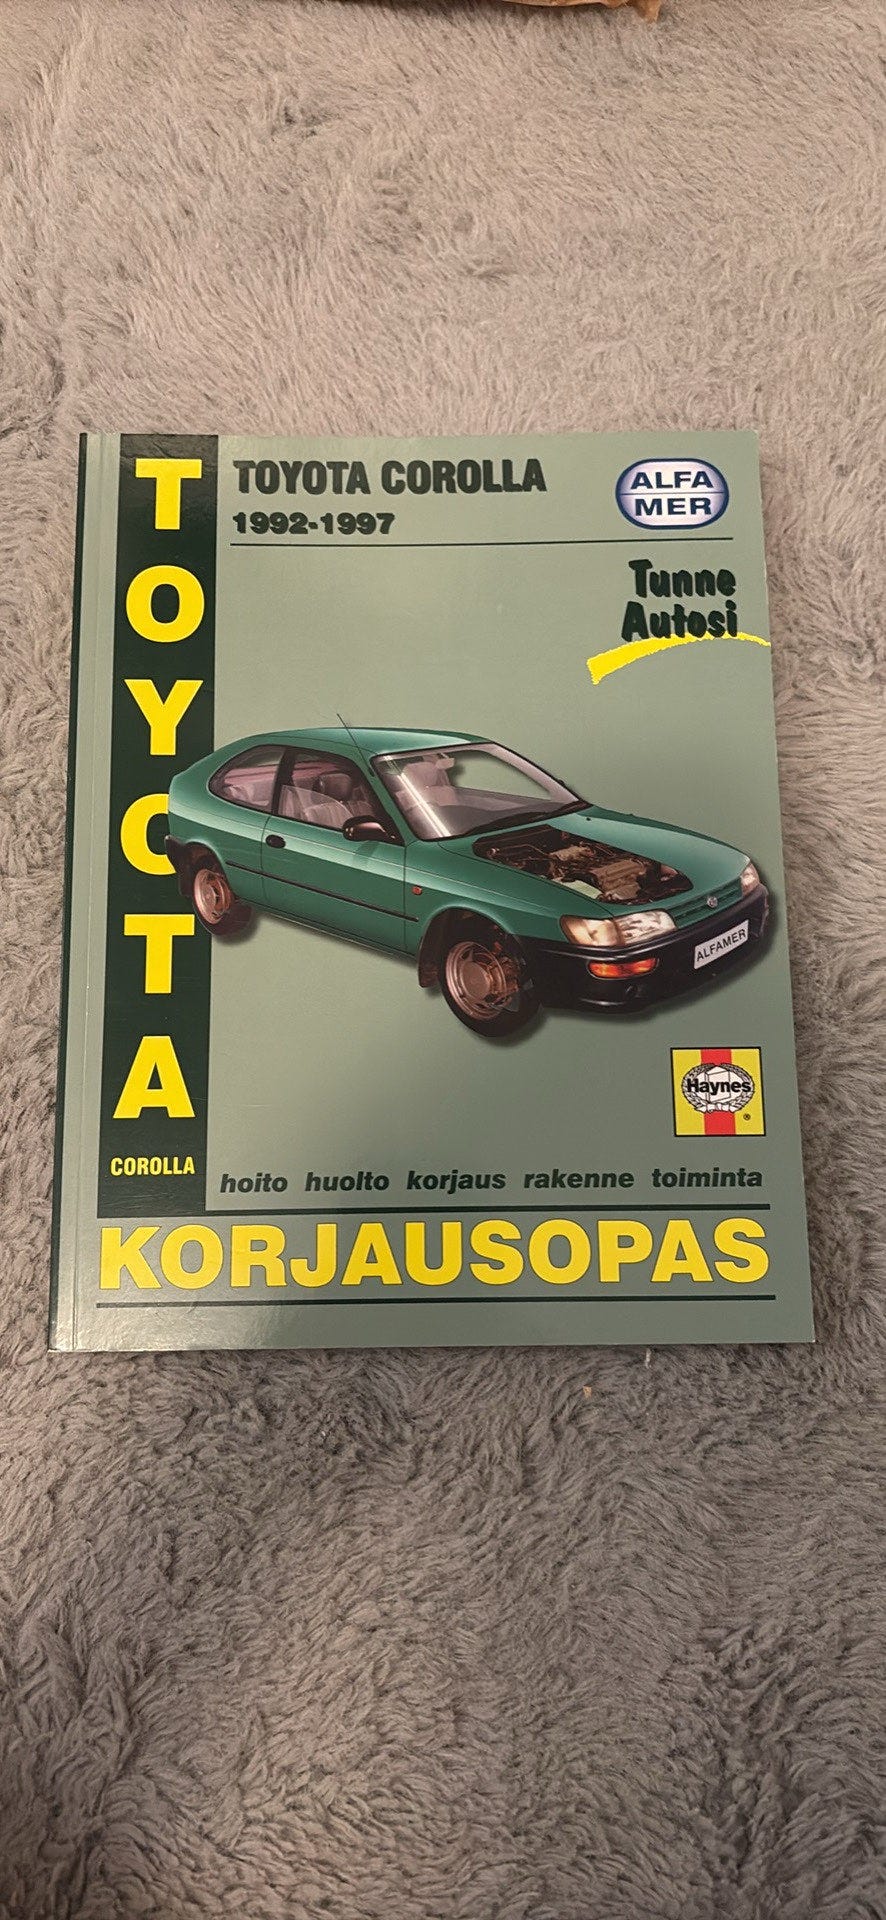 TOYOTA
COROLLA
TOYOTA COROLLA
1992-1997
ALFA
MER
Tunne
Autosi
ALFAMER
Haynes
®
hoito huolto korjaus rakenne toiminta
KORJAUSOPAS